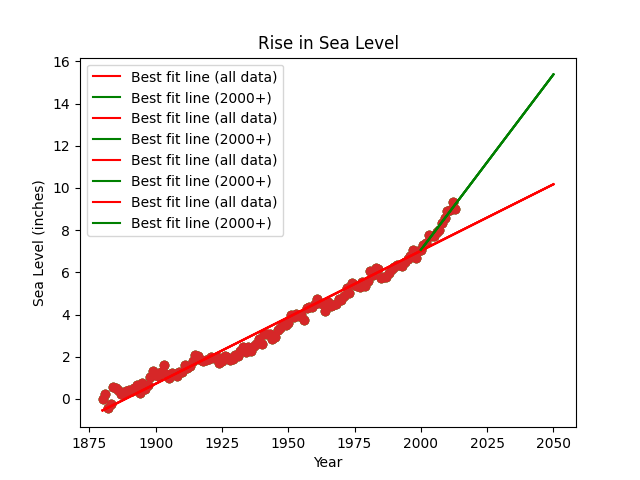 Rise in Sea Level
16
14
12
10
8
6
4
2
0
Sea Level (inches)
Best fit line (all data)
Best fit line (2000+)
Best fit line (all data)
Best fit line (2000+)
Best fit line (all data)
Best fit line (2000+)
Best fit line (all data)
Best fit line (2000+)
1875 1900 1925 1950 1975 2000 2025 2050
Year